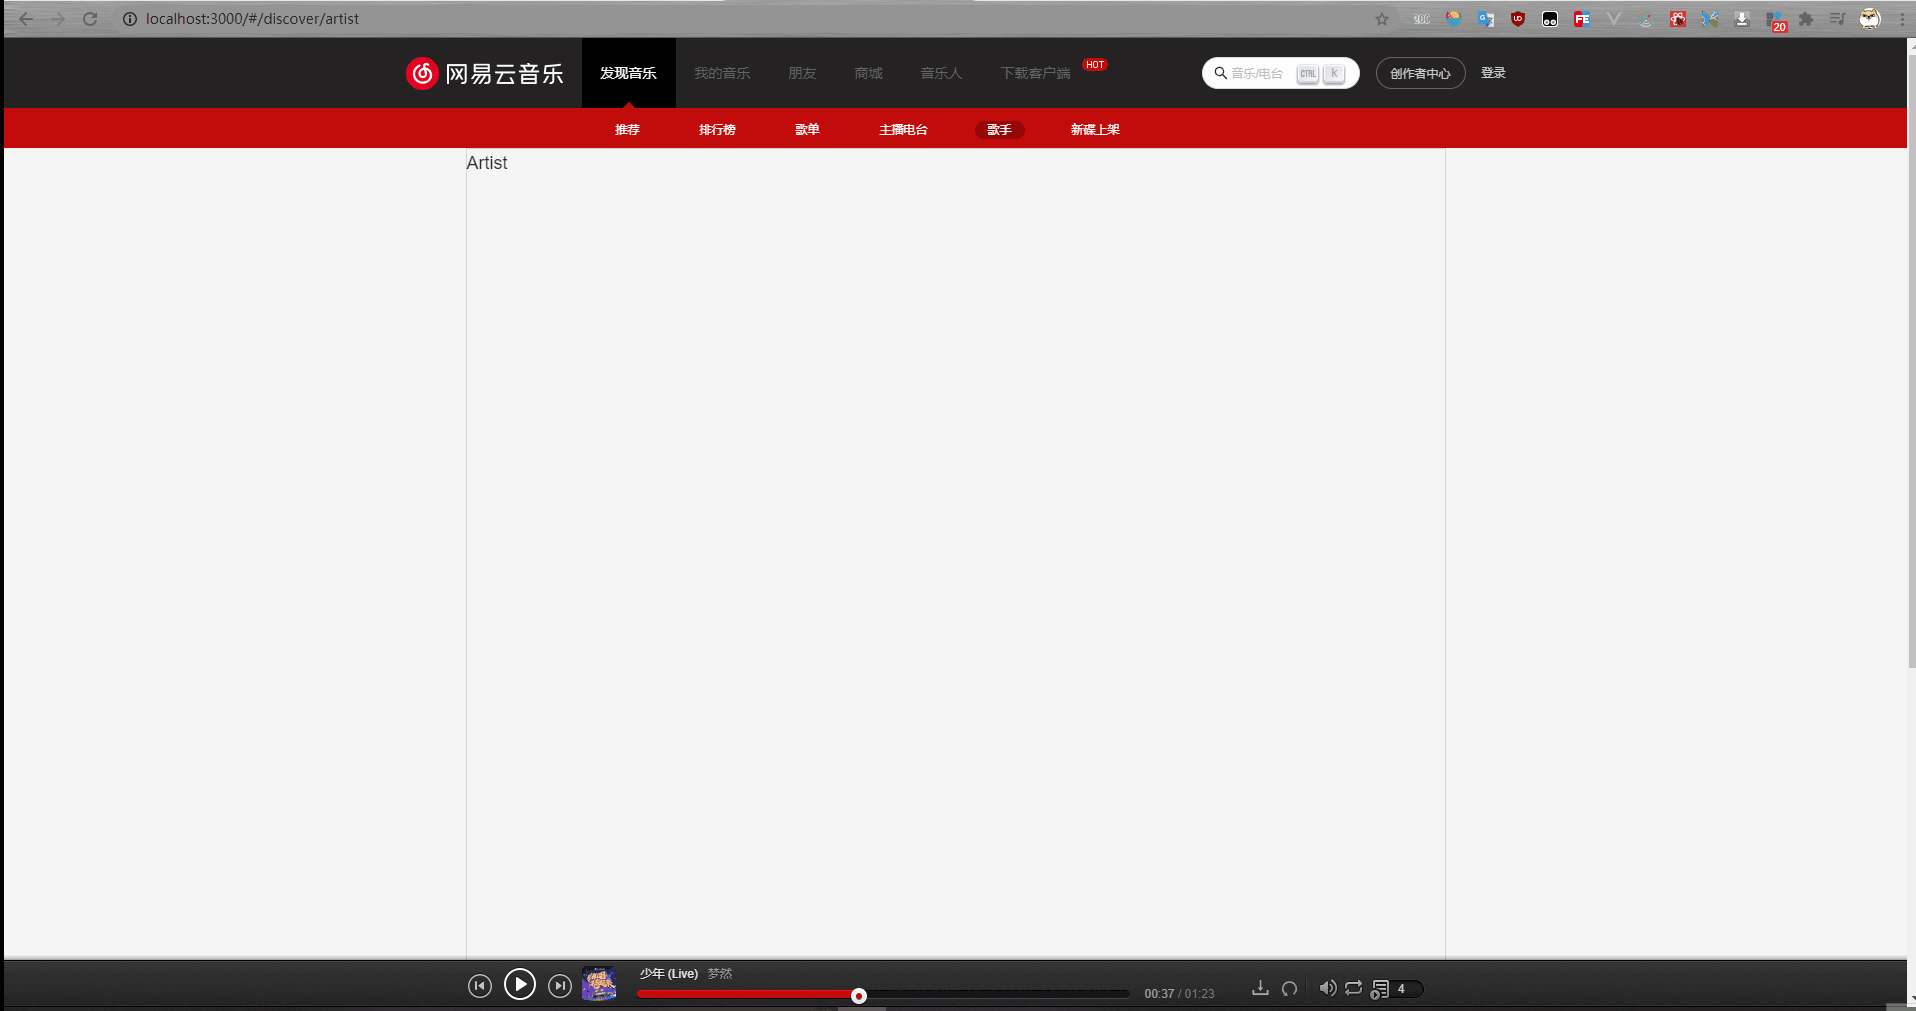 localhost:3000/#/discover/artist
20
网易云音乐 发现音乐 我的音乐 朋友 商城 音乐人 下载客户端 HOT 音乐/电台 CTRL k 创作者中心 登录
推荐 排行榜 歌单 主播电台 歌手 新碟上架
Artist
少年 (Live) 梦然
00:37 / 01:23
4